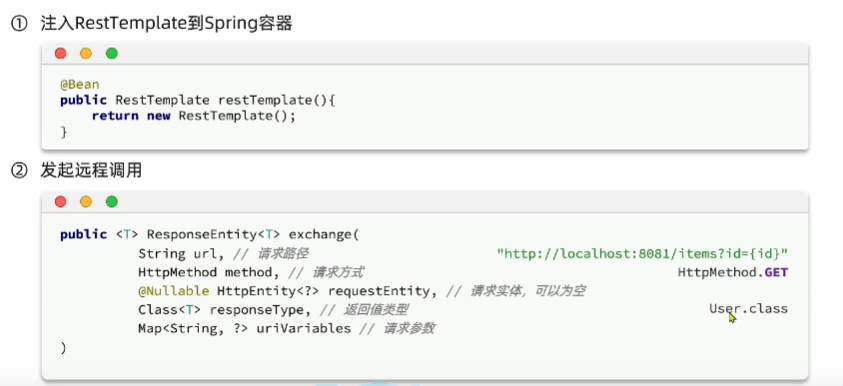 ① 注入RestTemplate到Spring容器
@Bean
public RestTemplate restTemplate(){
    return new RestTemplate();
}
② 发起远程调用
public <T> ResponseEntity<T> exchange(
        String url, // 请求路径 "http://localhost:8081/items?id={id}"
        HttpMethod method, // 请求方式 HttpMethod.GET
        @Nullable HttpEntity<?> requestEntity, // 请求实体，可以为空
        Class<T> responseType, // 返回值类型 User.class
        Map<String, ?> uriVariables // 请求参数
)